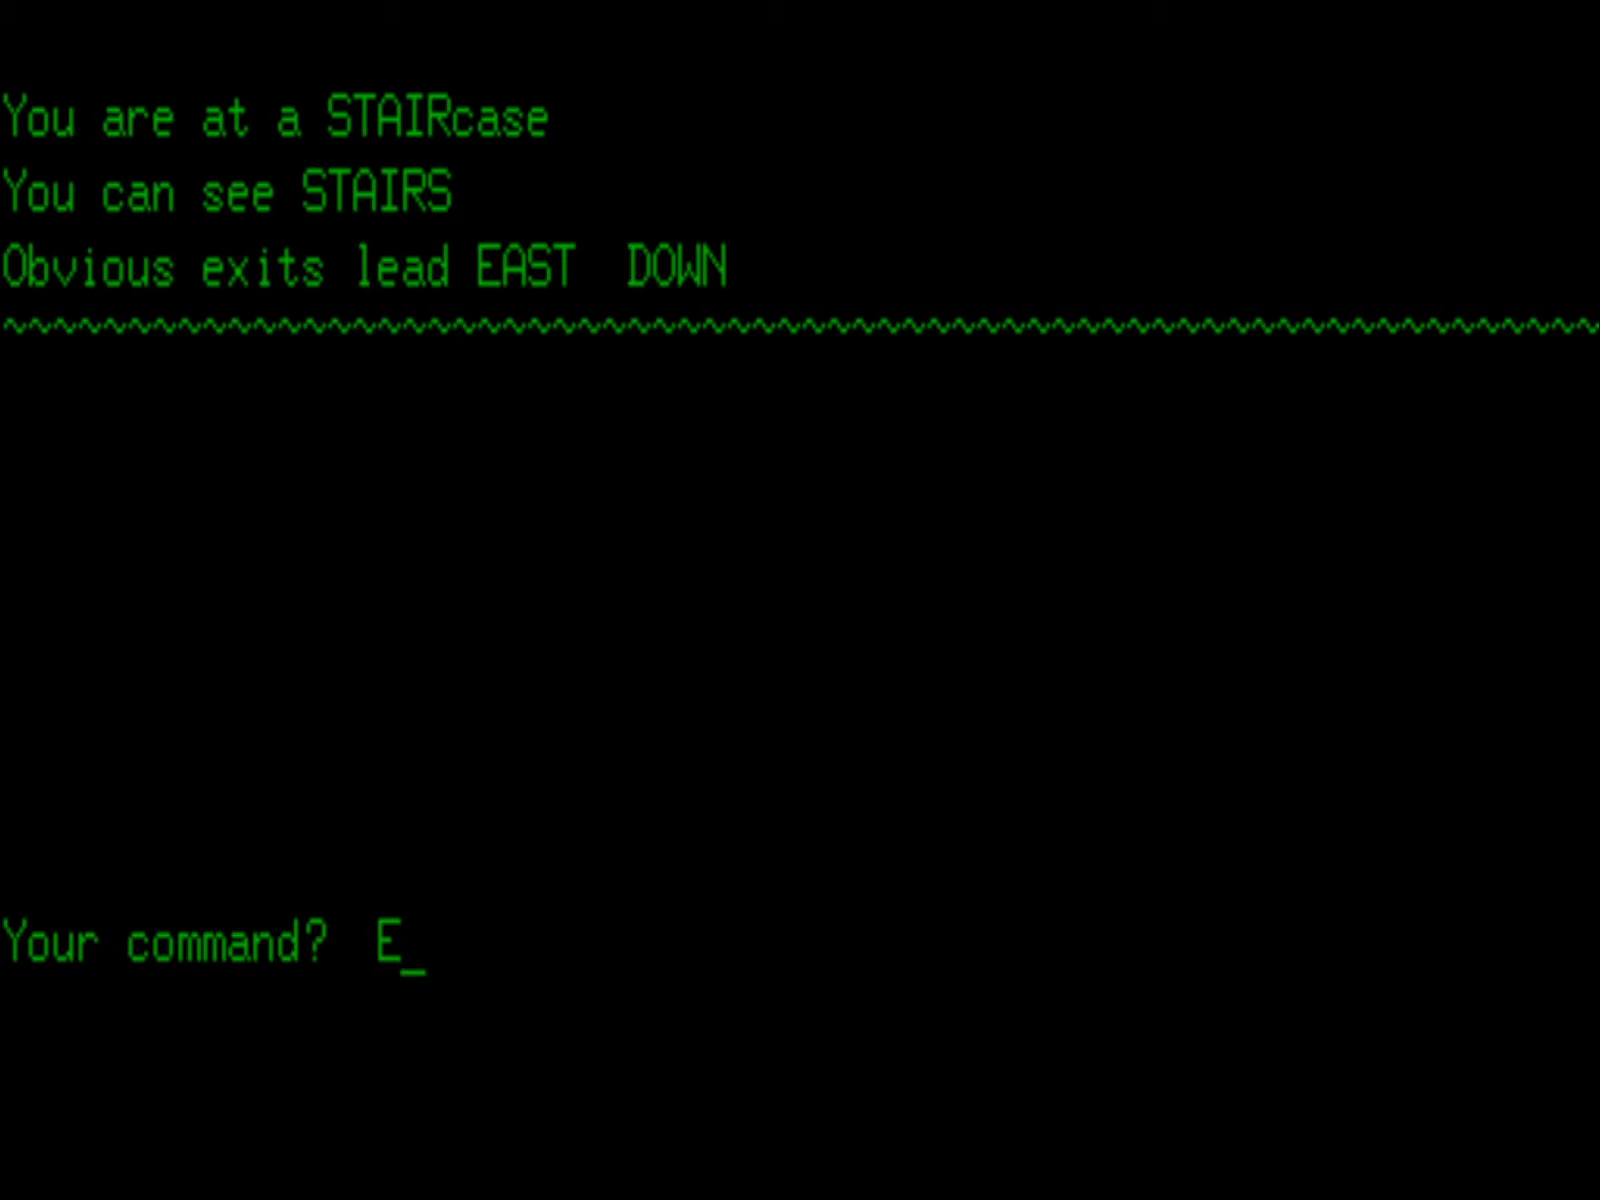 You are at a STAIRcase
You can see STAIRS
Obvious exits lead EAST  DOWN
~~~~~~~~~~~~~~~~~~~~~~~~~~~~~~~~~~~~~~~~~~~~~~~~~~~~~~~~~~~~~~~~
Your command?  E_